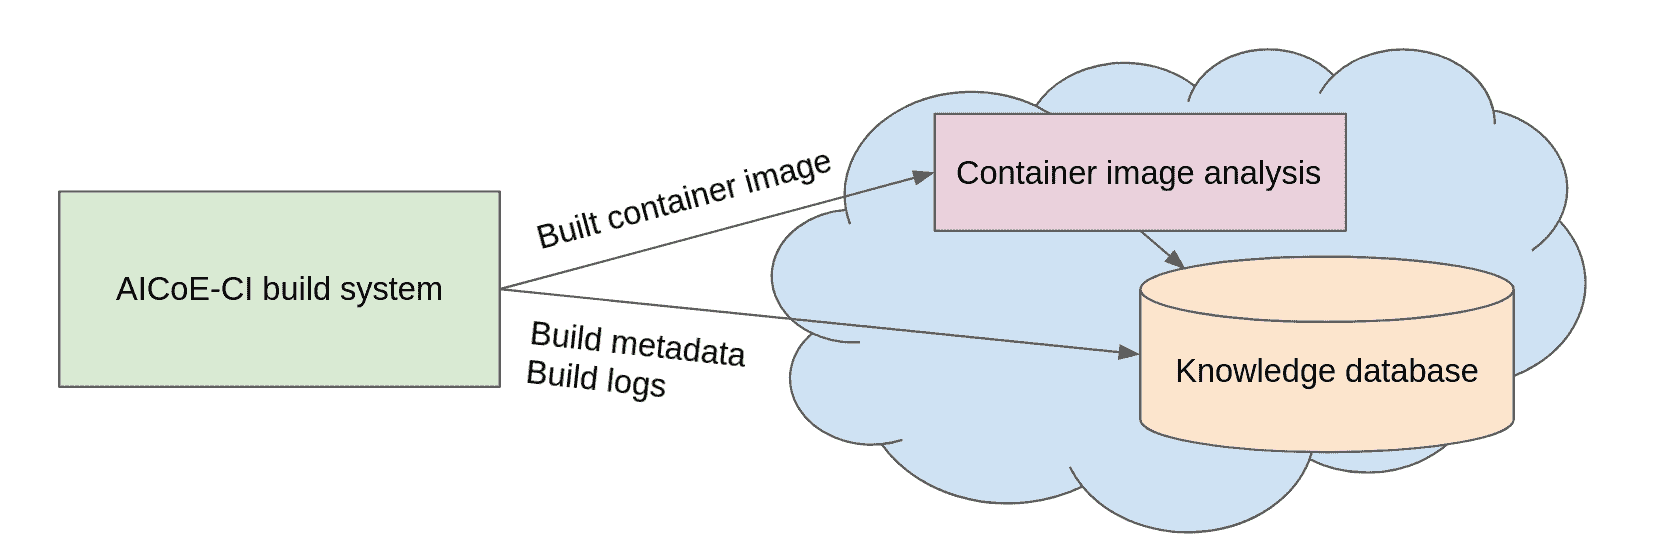 Built container image
Container image analysis
AICoE-CI build system
Build metadata
Build logs
Knowledge database